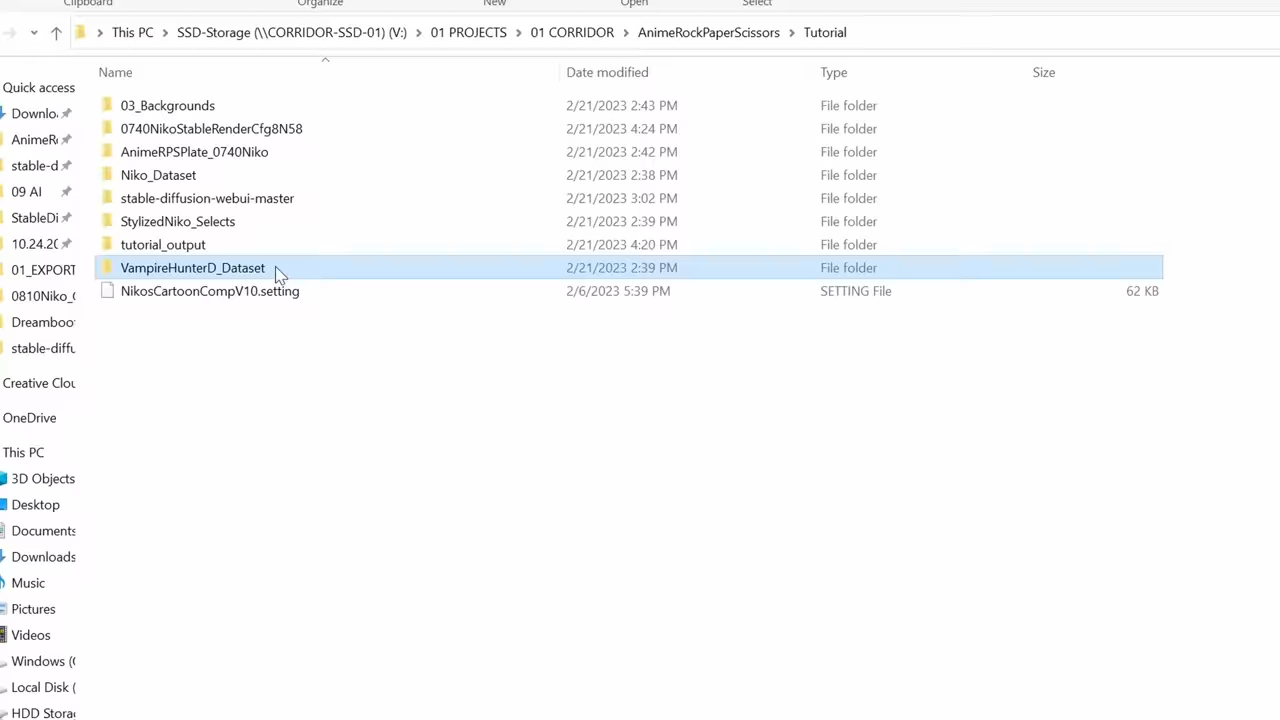 Clipboard Organize New Open Select
This PC > SSD-Storage (\\CORRIDOR-SSD-01) (V:) > 01 PROJECTS > 01 CORRIDOR > AnimeRockPaperScissors > Tutorial
Name Date modified Type Size
Quick access
Downlo
AnimeR
stable-d
09 AI
StableDi
10.24.20
01_EXPORT
0810Niko_
Dreamboo
stable-diffu
Creative Clou
OneDrive
This PC
3D Objects
Desktop
Documents
Downloads
Music
Pictures
Videos
Windows (
Local Disk (
HDD Stora
03_Backgrounds 2/21/2023 2:43 PM File folder
0740NikoStableRenderCfg8N58 2/21/2023 4:24 PM File folder
AnimeRPSPlate_0740Niko 2/21/2023 2:42 PM File folder
Niko_Dataset 2/21/2023 2:38 PM File folder
stable-diffusion-webui-master 2/21/2023 3:02 PM File folder
StylizedNiko_Selects 2/21/2023 2:39 PM File folder
tutorial_output 2/21/2023 4:20 PM File folder
VampireHunterD_Dataset 2/21/2023 2:39 PM File folder
NikosCartoonCompV10.setting 2/6/2023 5:39 PM SETTING File 62 KB